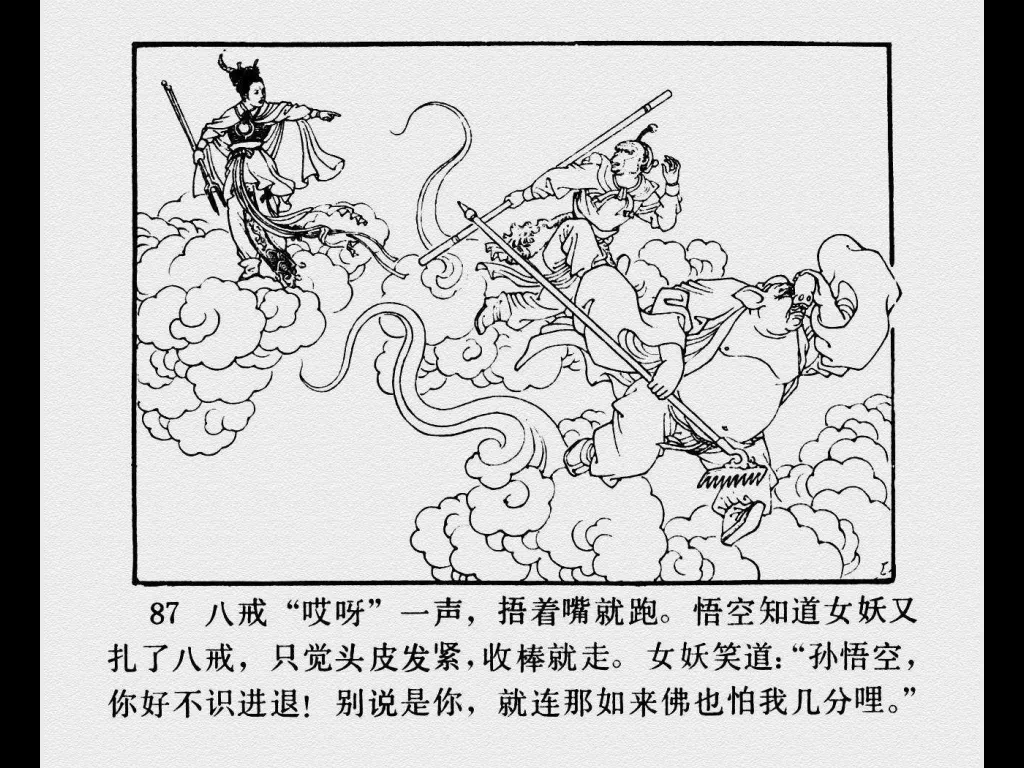 87 八戒“哎呀”一声，捂着嘴就跑。悟空知道女妖又
扎了八戒，只觉头皮发紧，收棒就走。女妖笑道：“孙悟空，
你好不识进退！别说是你，就连那如来佛也怕我几分哩。”